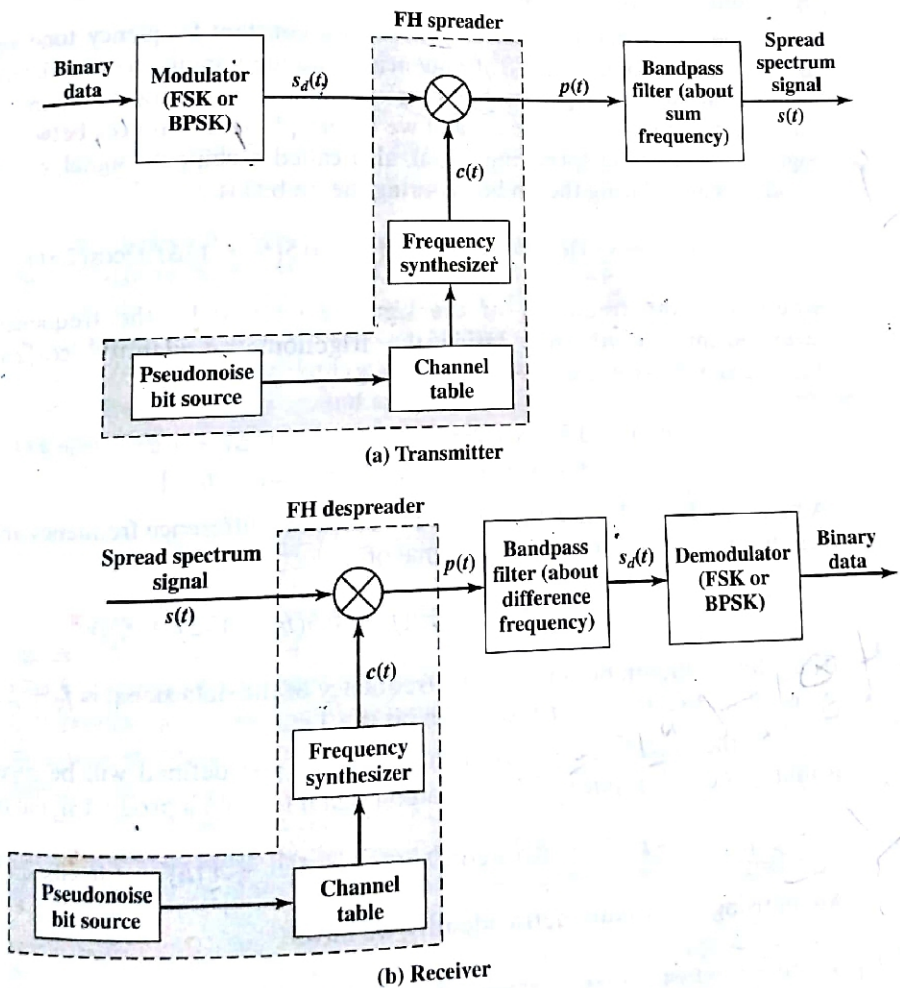 FH spreader
Binary
data
Modulator
(FSK or
BPSK)
s_d(t)
p(t)
Bandpass
filter (about
sum
frequency)
Spread
spectrum
signal
s(t)
c(t)
Frequency
synthesizer
Pseudonoise
bit source
Channel
table
(a) Transmitter
FH despreader
Spread spectrum
signal
s(t)
p(t)
Bandpass
filter (about
difference
frequency)
s_d(t)
Demodulator
(FSK or
BPSK)
Binary
data
c(t)
Frequency
synthesizer
Pseudonoise
bit source
Channel
table
(b) Receiver